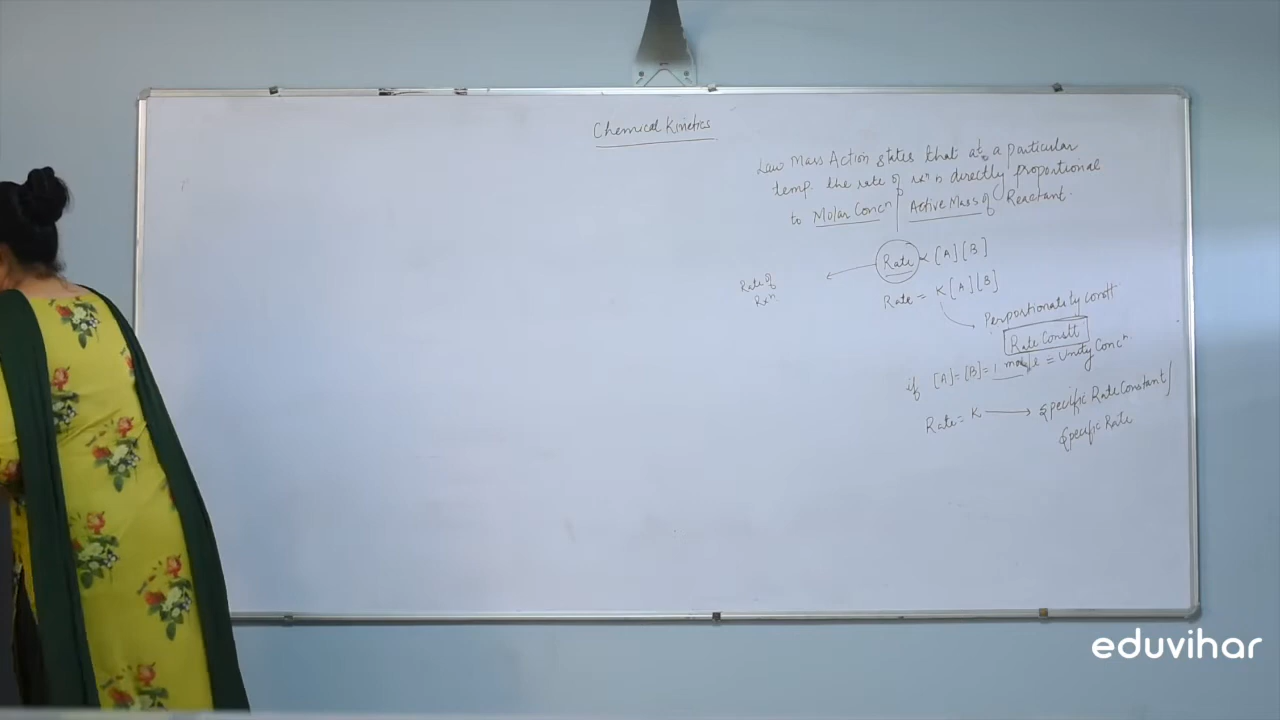 Chemical Kinetics
Law Mass Action states that at a particular
temp. the rate of rxⁿ is directly proportional
to Molar Concⁿ | Active Mass of Reactant.
Rate ∝ [A][B]
Rate of
Rxⁿ.
Rate = K[A][B]
Perportionately constt
Rate Constt
if [A]=[B]=1 mole/l = Unity Concⁿ.
Rate = K → Specific Rate Constant/
Specific Rate
eduvihar